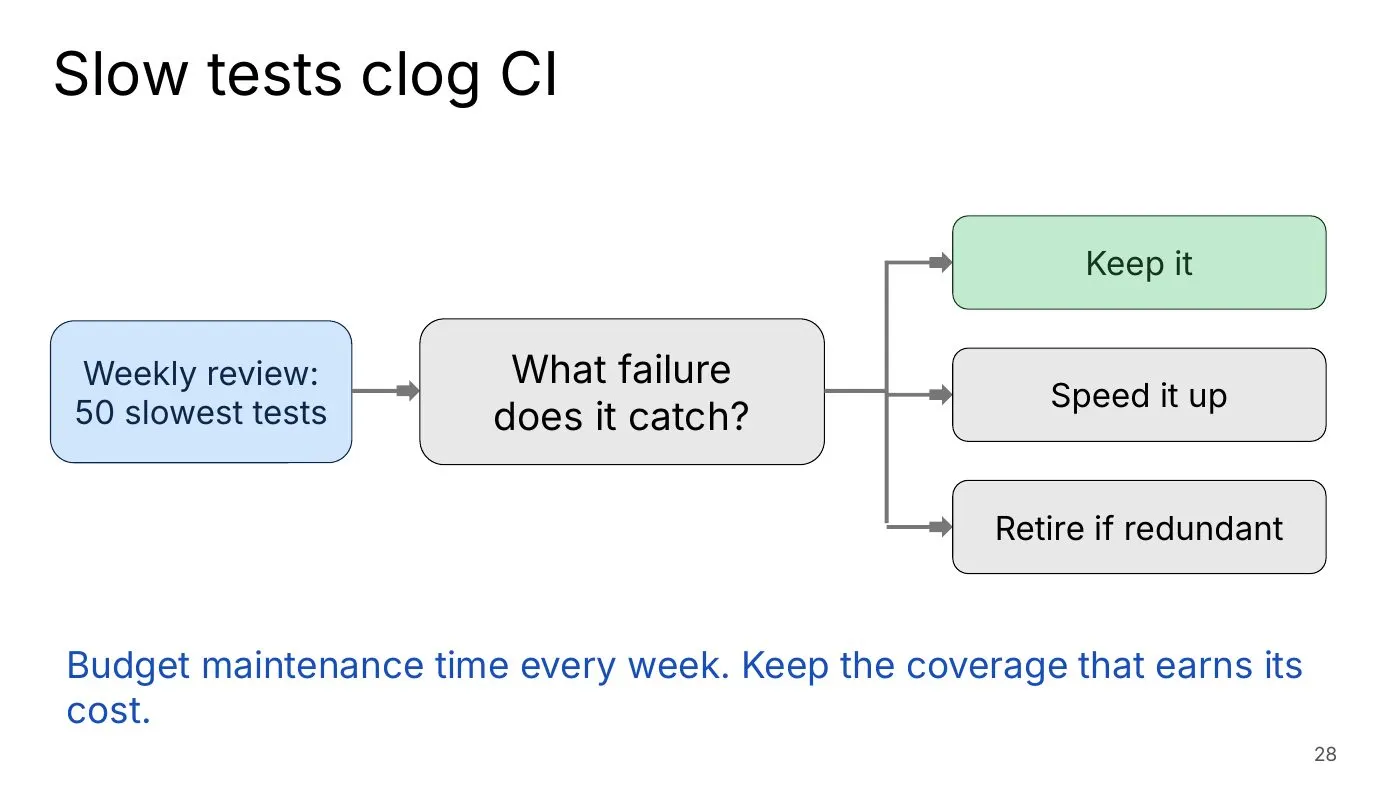 Slow tests clog CI
Weekly review:
50 slowest tests
What failure
does it catch?
Keep it
Speed it up
Retire if redundant
Budget maintenance time every week. Keep the coverage that earns its
cost.
28